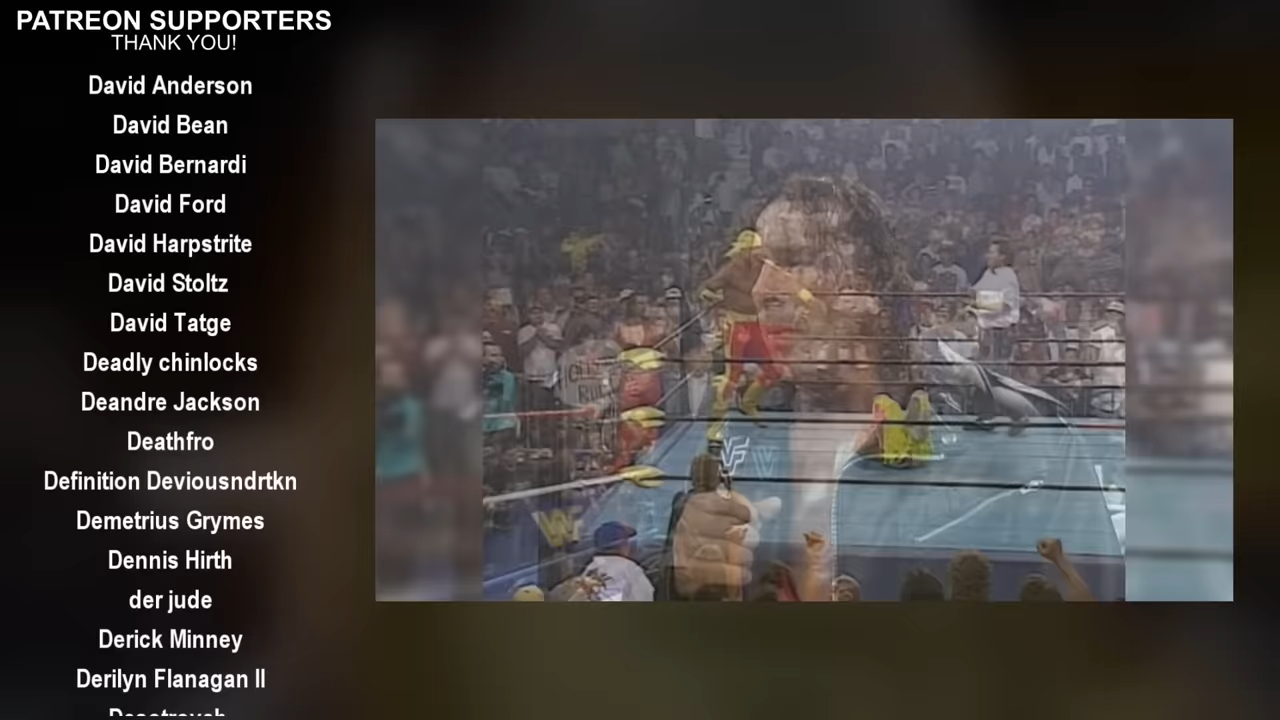 PATREON SUPPORTERS
THANK YOU!
David Anderson
David Bean
David Bernardi
David Ford
David Harpstrite
David Stoltz
David Tatge
Deadly chinlocks
Deandre Jackson
Deathfro
Definition Deviousndrtkn
Demetrius Grymes
Dennis Hirth
der jude
Derick Minney
Derilyn Flanagan II